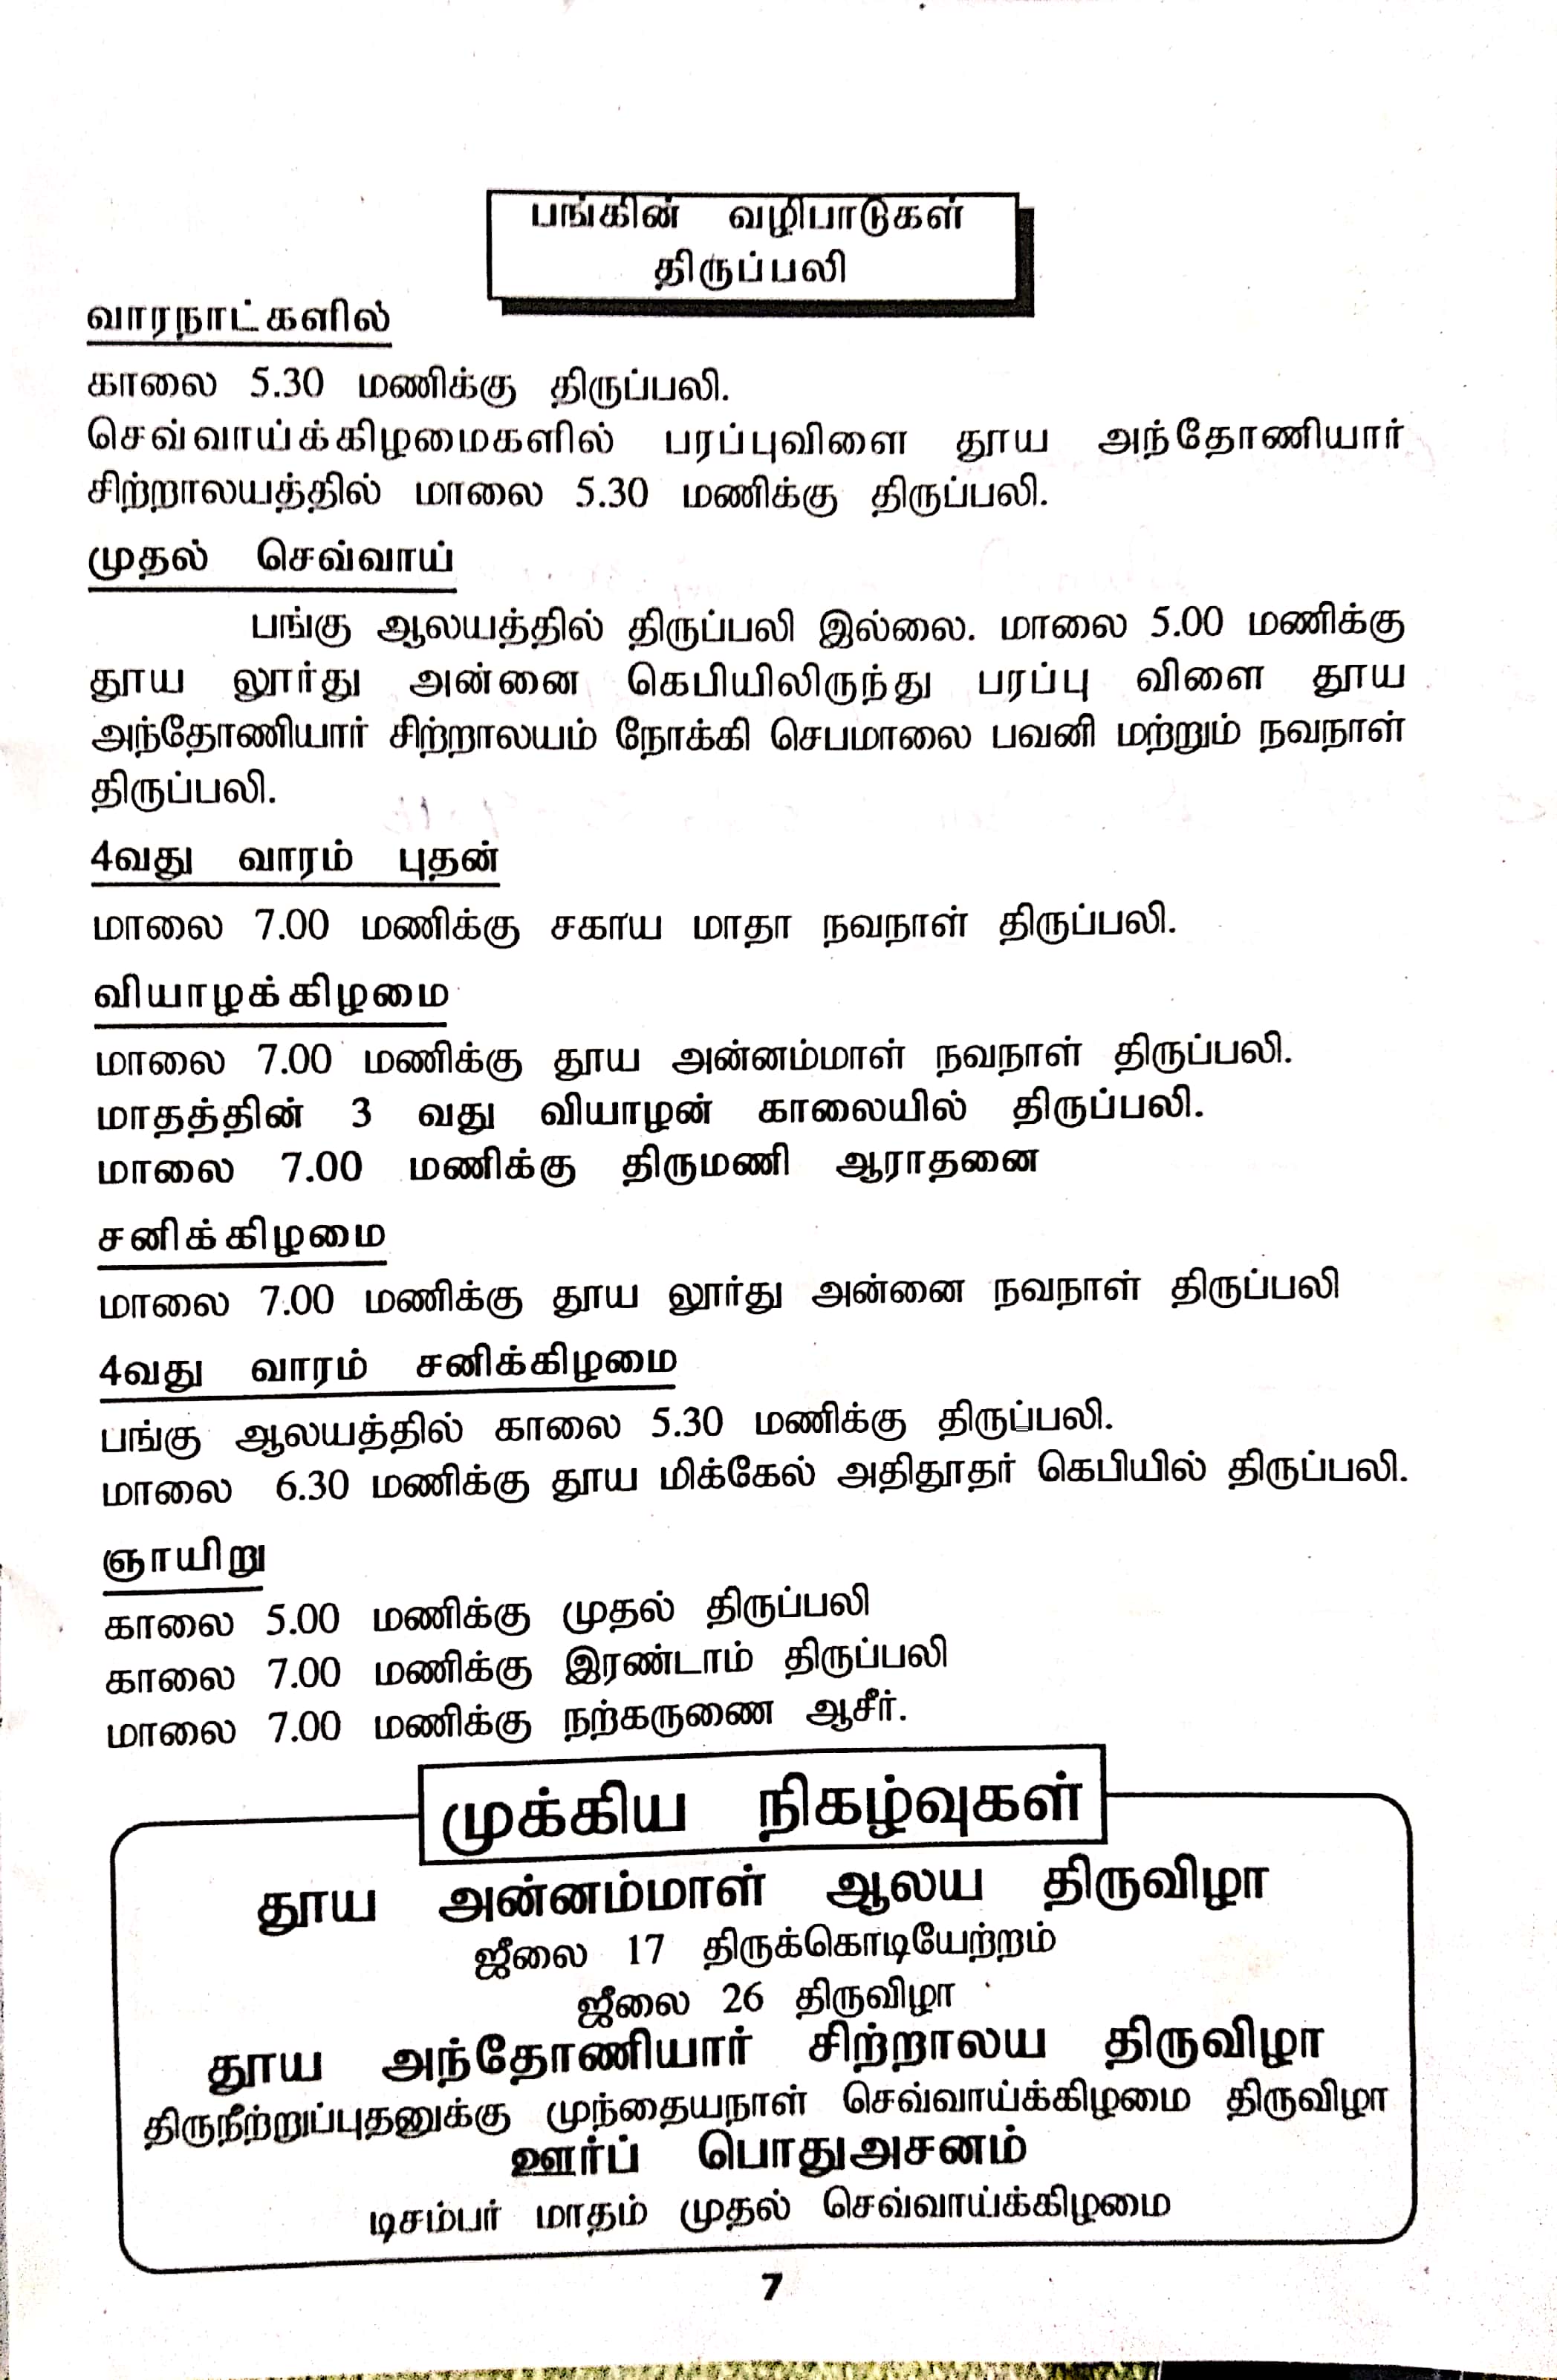 பங்கின் வழிபாடுகள்
திருப்பலி
வாரநாட்களில்
காலை 5.30 மணிக்கு திருப்பலி.
செவ்வாய்க்கிழமைகளில் பரப்புவிளை தூய அந்தோணியார்
சிற்றாலயத்தில் மாலை 5.30 மணிக்கு திருப்பலி.
முதல் செவ்வாய்
பங்கு ஆலயத்தில் திருப்பலி இல்லை. மாலை 5.00 மணிக்கு
தூய லூர்து அன்னை கெபியிலிருந்து பரப்பு விளை தூய
அந்தோணியார் சிற்றாலயம் நோக்கி செபமாலை பவனி மற்றும் நவநாள்
திருப்பலி.
4வது வாரம் புதன்
மாலை 7.00 மணிக்கு சகாய மாதா நவநாள் திருப்பலி.
வியாழக்கிழமை
மாலை 7.00 மணிக்கு தூய அன்னம்மாள் நவநாள் திருப்பலி.
மாதத்தின் 3 வது வியாழன் காலையில் திருப்பலி.
மாலை 7.00 மணிக்கு திருமணி ஆராதனை
சனிக்கிழமை
மாலை 7.00 மணிக்கு தூய லூர்து அன்னை நவநாள் திருப்பலி
4வது வாரம் சனிக்கிழமை
பங்கு ஆலயத்தில் காலை 5.30 மணிக்கு திருப்பலி.
மாலை 6.30 மணிக்கு தூய மிக்கேல் அதிதூதர் கெபியில் திருப்பலி.
ஞாயிறு
காலை 5.00 மணிக்கு முதல் திருப்பலி
காலை 7.00 மணிக்கு இரண்டாம் திருப்பலி
மாலை 7.00 மணிக்கு நற்கருணை ஆசீர்.
முக்கிய நிகழ்வுகள்
தூய அன்னம்மாள் ஆலய திருவிழா
ஜீலை 17 திருக்கொடியேற்றம்
ஜீலை 26 திருவிழா
தூய அந்தோணியார் சிற்றாலய திருவிழா
திருநீற்றுப்புதனுக்கு முந்தையநாள் செவ்வாய்க்கிழமை திருவிழா
ஊர்ப் பொதுஅசனம்
டிசம்பர் மாதம் முதல் செவ்வாய்க்கிழமை
7